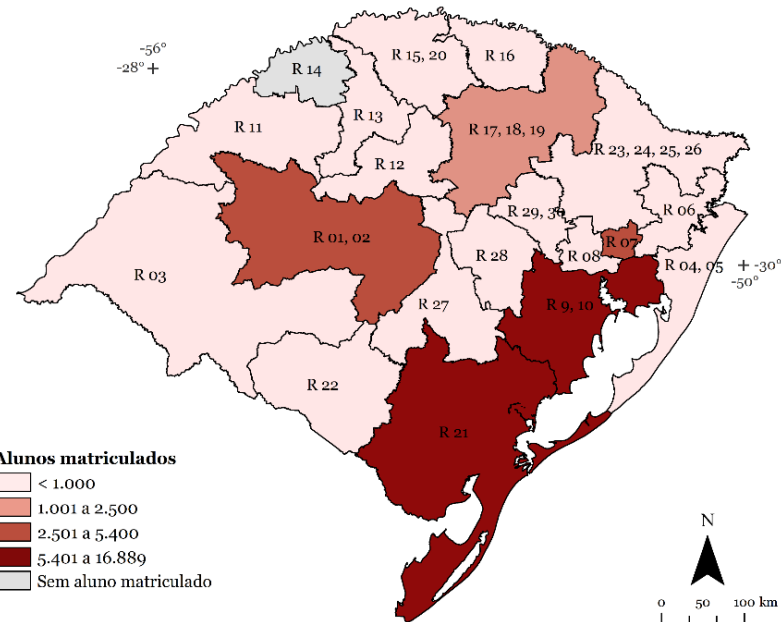 R 15, 20
R 16
-56°
-28°
R 14
R 13
R 11
R 17, 18, 19
R 23, 24, 25, 26
R 12
R 06
R 29, 30
R 01, 02
R 07
R 28
R 08
R 04, 05
-30°
-50°
R 03
R 9, 10
R 27
R 22
R 21
Alunos matriculados
< 1.000
1.001 a 2.500
2.501 a 5.400
5.401 a 16.889
Sem aluno matriculado
N
0 50 100 km